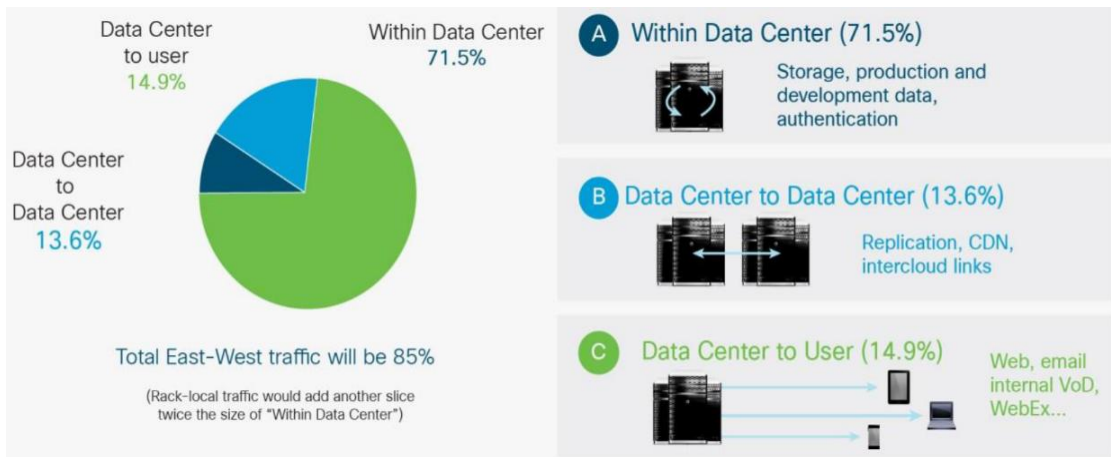 Data Center
to user
14.9%
Within Data Center
71.5%
Data Center
to
Data Center
13.6%
Total East-West traffic will be 85%
(Rack-local traffic would add another slice
twice the size of “Within Data Center”)
A Within Data Center (71.5%)
Storage, production and
development data,
authentication
B Data Center to Data Center (13.6%)
Replication, CDN,
intercloud links
C Data Center to User (14.9%)
Web, email
internal VoD,
WebEx...